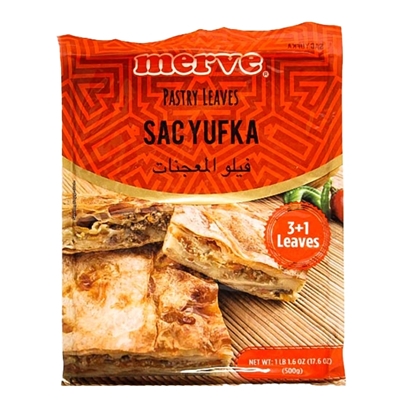 merve®
PASTRY LEAVES
SAC YUFKA
فيلو المعجنات
3+1
Leaves
NET WT: 1 LB 1.6 OZ (17.6 OZ)
(500g)